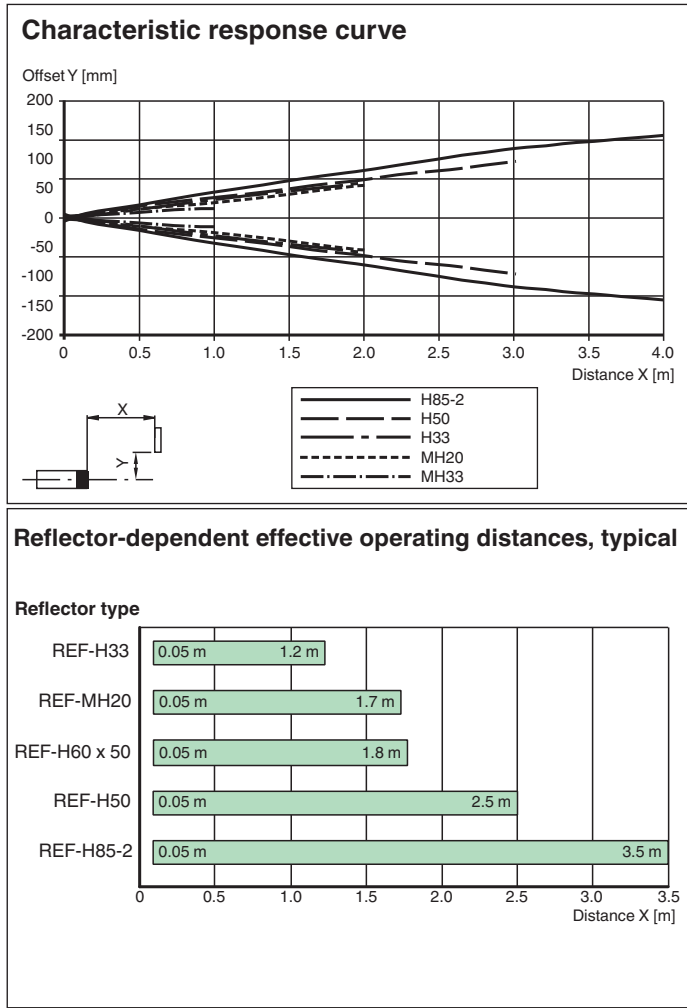 Characteristic response curve
Offset Y [mm]
200
150
100
50
0
-50
-100
-150
-200
0 0.5 1.0 1.5 2.0 2.5 3.0 3.5 4.0
Distance X [m]
X
Y
H85-2
H50
H33
MH20
MH33
Reflector-dependent effective operating distances, typical
Reflector type
REF-H33 0.05 m 1.2 m
REF-MH20 0.05 m 1.7 m
REF-H60 x 50 0.05 m 1.8 m
REF-H50 0.05 m 2.5 m
REF-H85-2 0.05 m 3.5 m
0 0.5 1.0 1.5 2.0 2.5 3.0 3.5
Distance X [m]